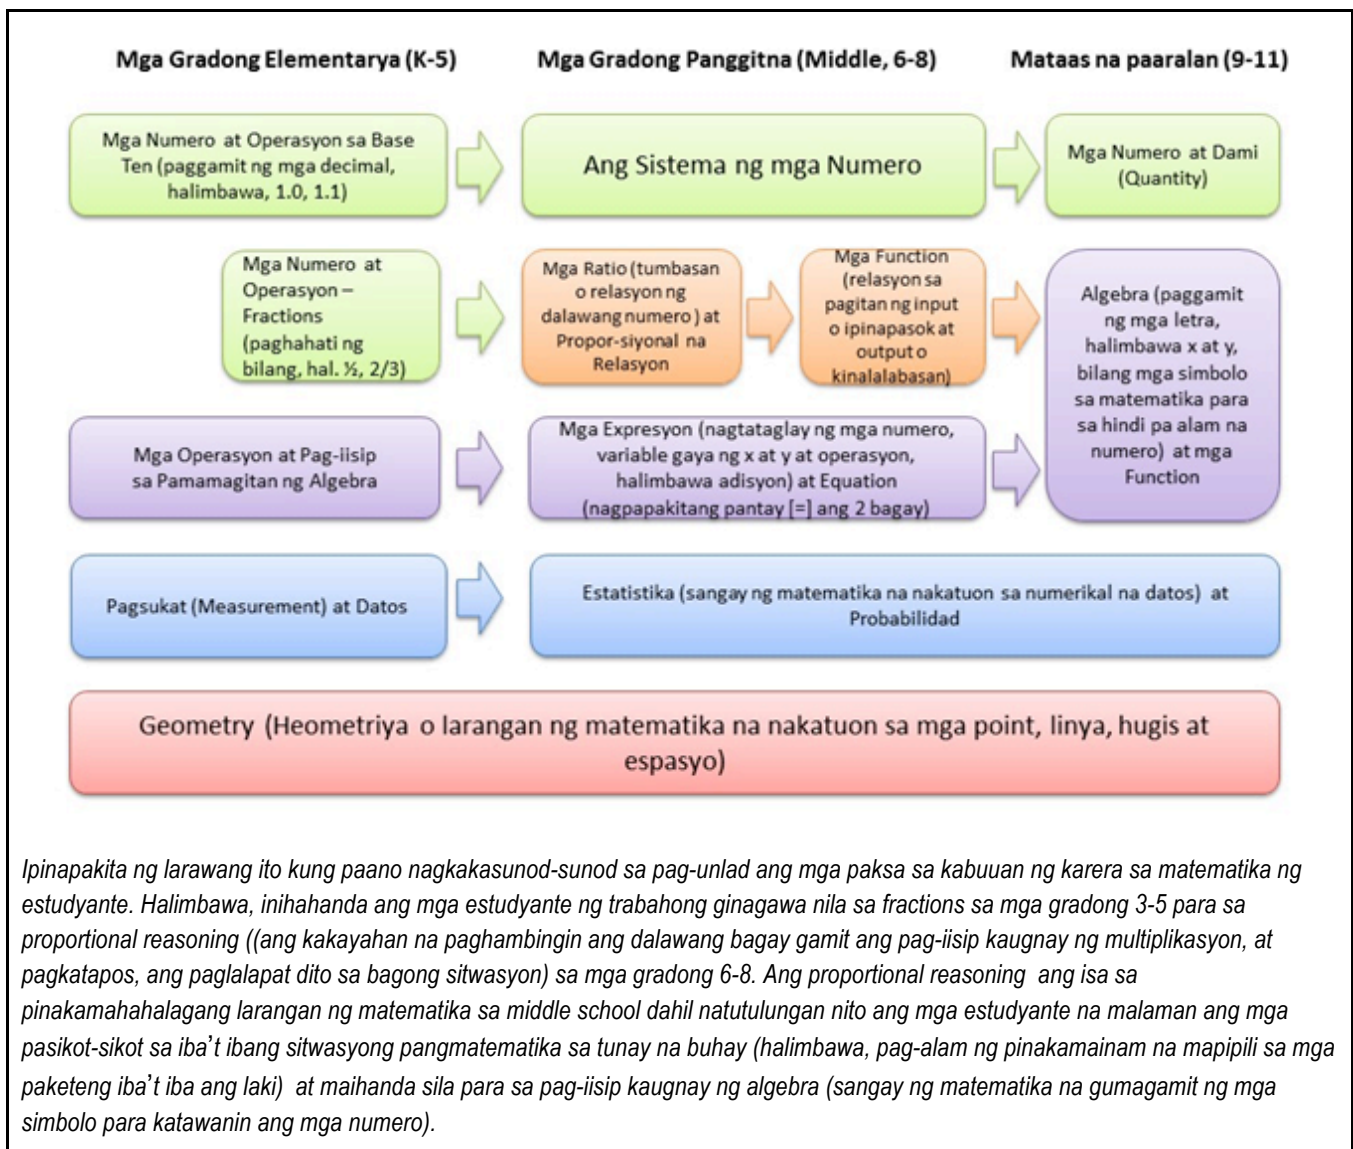 Mga Gradong Elementarya (K-5)
Mga Gradong Panggitna (Middle, 6-8)
Mataas na paaralan (9-11)
Mga Numero at Operasyon sa Base
Ten (paggamit ng mga decimal,
halimbawa, 1.0, 1.1)
Ang Sistema ng mga Numero
Mga Numero at Dami
(Quantity)
Mga Numero at
Operasyon –
Fractions
(paghahati ng
bilang, hal. ½, 2/3)
Mga Ratio (tumbasan
o relasyon ng
dalawang numero ) at
Propor-siyonal na
Relasyon
Mga Function
(relasyon sa
pagitan ng input
o ipinapasok at
output o
kinalalabasan)
Algebra (paggamit
ng mga letra,
halimbawa x at y,
bilang mga simbolo
sa matematika para
sa hindi pa alam na
numero) at mga
Function
Mga Operasyon at Pag-iisip
sa Pamamagitan ng Algebra
Mga Expresyon (nagtataglay ng mga numero,
variable gaya ng x at y at operasyon,
halimbawa adisyon) at Equation
(nagpapakitang pantay [=] ang 2 bagay)
Pagsukat (Measurement) at Datos
Estatistika (sangay ng matematika na nakatuon sa numerikal na datos) at
Probabilidad
Geometry (Heometriya o larangan ng matematika na nakatuon sa mga point, linya, hugis at
espasyo)
Ipinapakita ng larawang ito kung paano nagkakasunod-sunod sa pag-unlad ang mga paksa sa kabuuan ng karera sa matematika ng
estudyante. Halimbawa, inihahanda ang mga estudyante ng trabahong ginagawa nila sa fractions sa mga gradong 3-5 para sa
proportional reasoning ((ang kakayahan na paghambingin ang dalawang bagay gamit ang pag-iisip kaugnay ng multiplikasyon, at
pagkatapos, ang paglalapat dito sa bagong sitwasyon) sa mga gradong 6-8. Ang proportional reasoning ang isa sa
pinakamahahalagang larangan ng matematika sa middle school dahil natutulungan nito ang mga estudyante na malaman ang mga
pasikot-sikot sa iba’t ibang sitwasyong pangmatematika sa tunay na buhay (halimbawa, pag-alam ng pinakamainam na mapipili sa mga
paketeng iba’t iba ang laki) at maihanda sila para sa pag-iisip kaugnay ng algebra (sangay ng matematika na gumagamit ng mga
simbolo para katawanin ang mga numero).